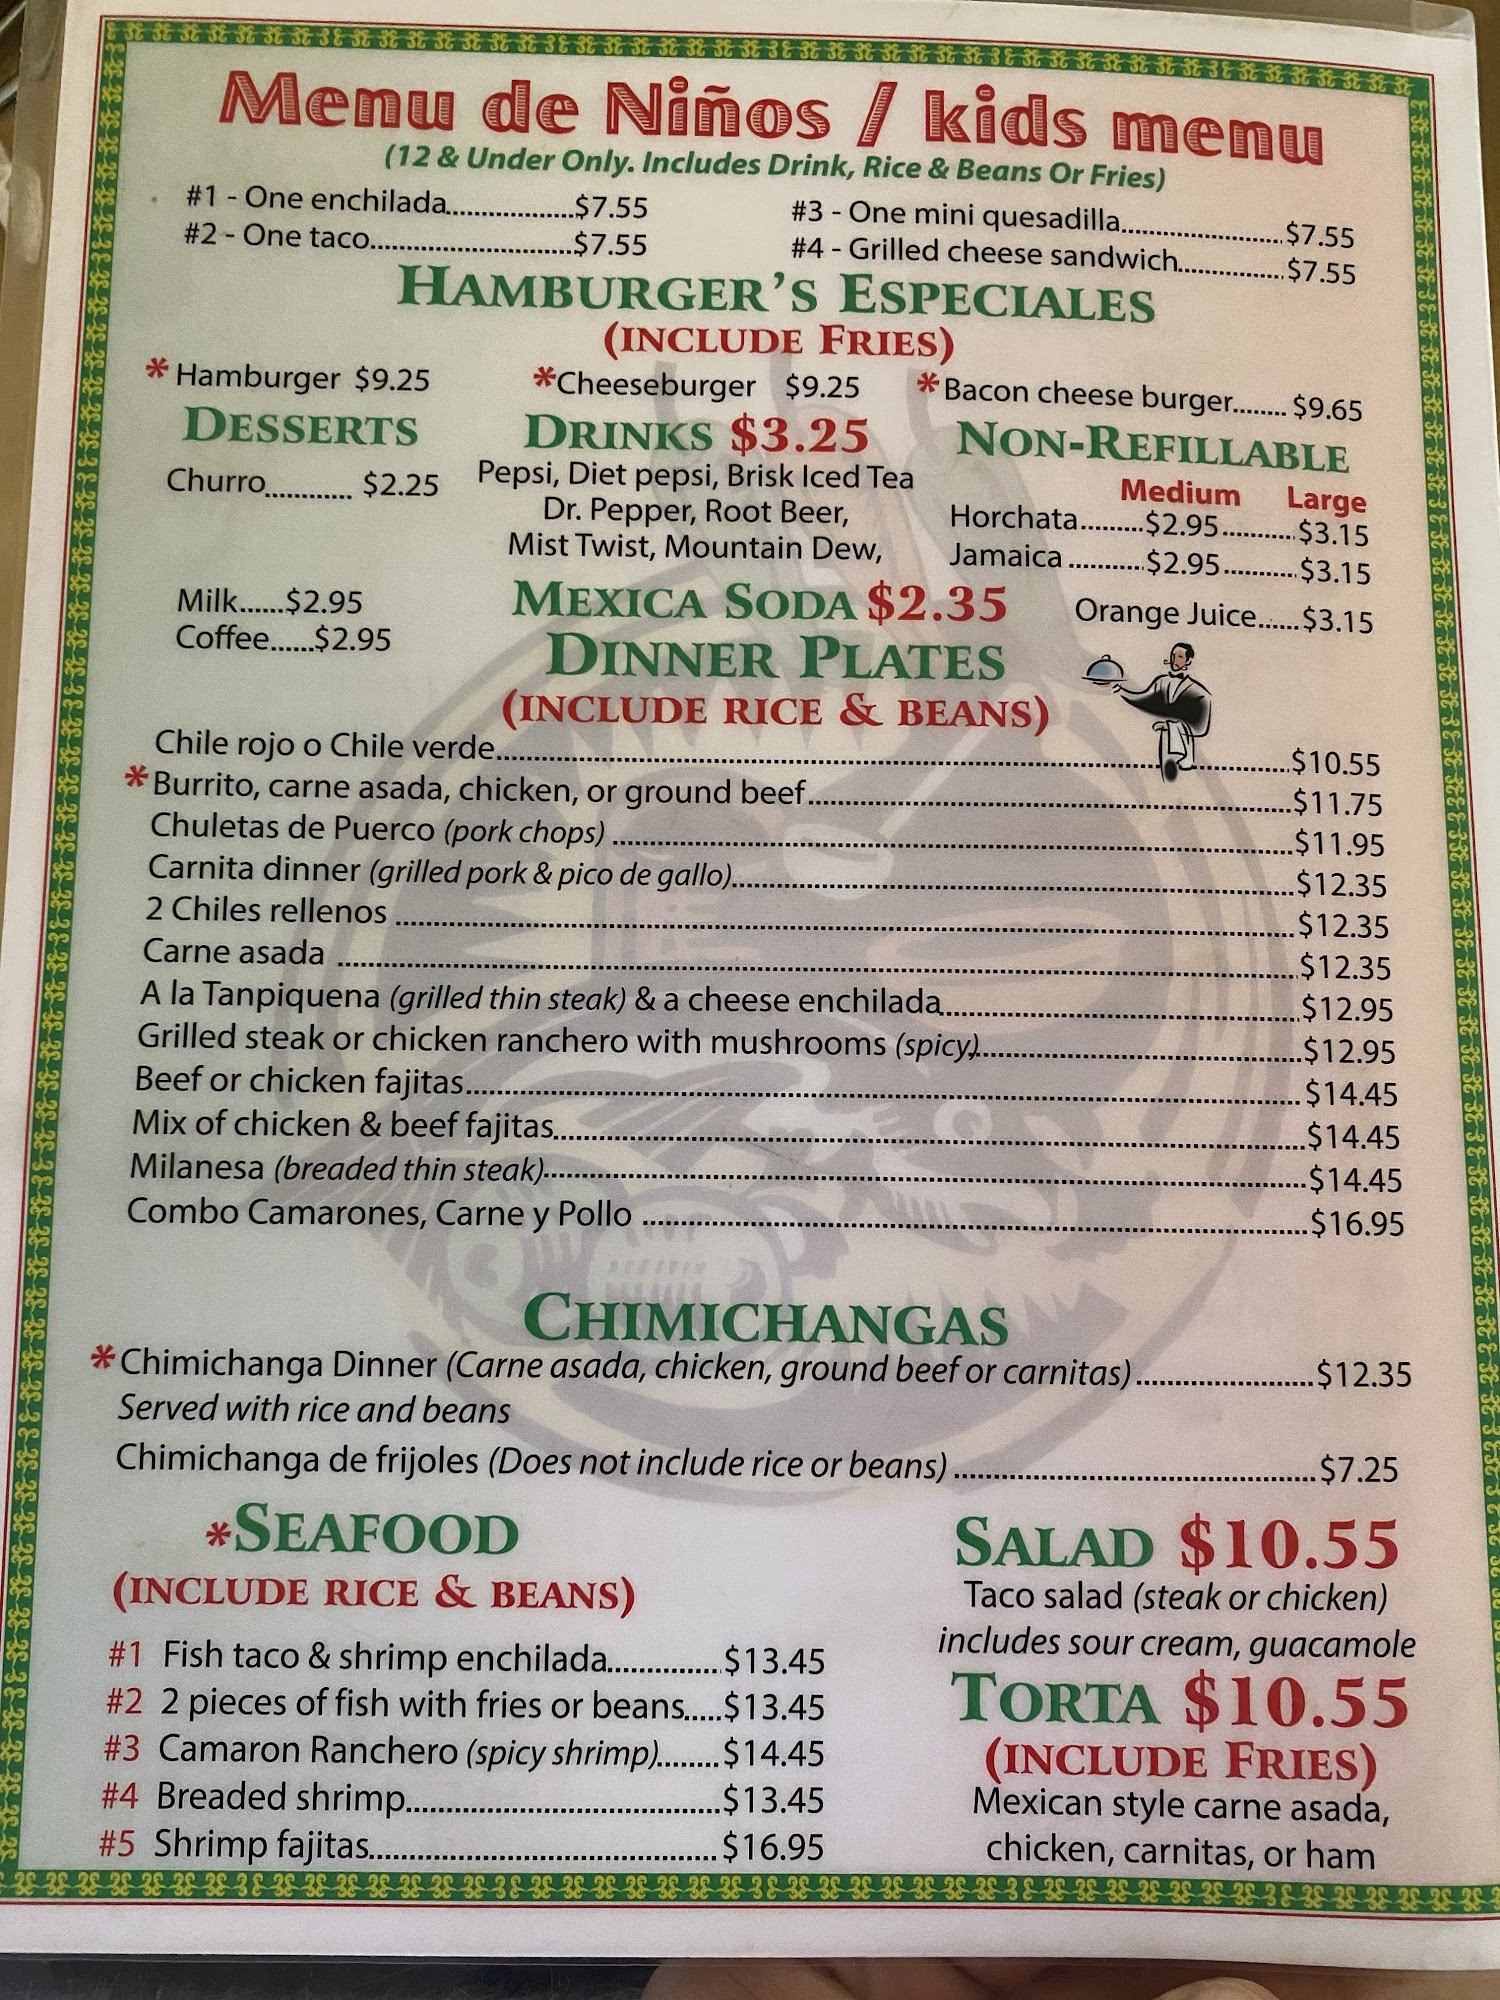 Menu de Niños / kids menu
(12 & Under Only. Includes Drink, Rice & Beans Or Fries)
#1 - One enchilada..................$7.55
#2 - One taco............................$7.55
#3 - One mini quesadilla.......................$7.55
#4 - Grilled cheese sandwich...............$7.55
HAMBURGER'S ESPECIALES
(INCLUDE FRIES)
*Hamburger $9.25
*Cheeseburger $9.25
*Bacon cheese burger........ $9.65
DESSERTS
Churro............ $2.25
Milk......$2.95
Coffee......$2.95
DRINKS $3.25
Pepsi, Diet pepsi, Brisk Iced Tea
Dr. Pepper, Root Beer,
Mist Twist, Mountain Dew,
MEXICA SODA $2.35
NON-REFILLABLE
Medium Large
Horchata.........$2.95..........$3.15
Jamaica...........$2.95..........$3.15
Orange Juice......$3.15
DINNER PLATES
(INCLUDE RICE & BEANS)
Chile rojo o Chile verde..........$10.55
*Burrito, carne asada, chicken, or ground beef..........$11.75
Chuletas de Puerco (pork chops)..........$11.95
Carnita dinner (grilled pork & pico de gallo)..........$12.35
2 Chiles rellenos..........$12.35
Carne asada..........$12.35
A la Tanpiquena (grilled thin steak) & a cheese enchilada..........$12.95
Grilled steak or chicken ranchero with mushrooms (spicy)..........$12.95
Beef or chicken fajitas..........$14.45
Mix of chicken & beef fajitas..........$14.45
Milanesa (breaded thin steak)..........$14.45
Combo Camarones, Carne y Pollo..........$16.95
CHIMICHANGAS
*Chimichanga Dinner (Carne asada, chicken, ground beef or carnitas)..........$12.35
Served with rice and beans
Chimichanga de frijoles (Does not include rice or beans)..........$7.25
*SEAFOOD
(INCLUDE RICE & BEANS)
#1 Fish taco & shrimp enchilada..........$13.45
#2 2 pieces of fish with fries or beans.....$13.45
#3 Camaron Ranchero (spicy shrimp)........$14.45
#4 Breaded shrimp..........$13.45
#5 Shrimp fajitas..........$16.95
SALAD $10.55
Taco salad (steak or chicken)
includes sour cream, guacamole
TORTA $10.55
(INCLUDE FRIES)
Mexican style carne asada,
chicken, carnitas, or ham